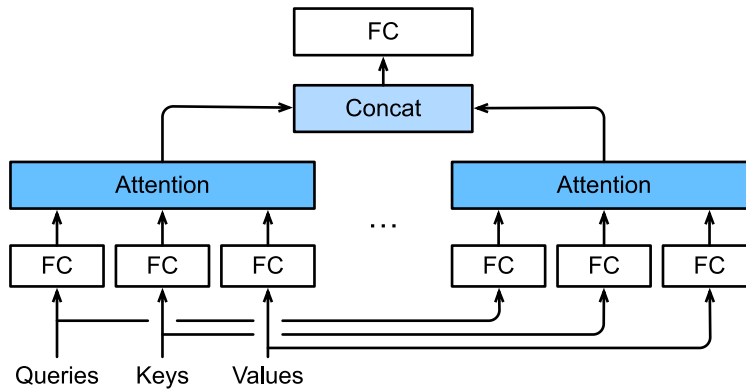 FC
Concat
Attention Attention
...
FC FC FC FC FC FC
Queries Keys Values